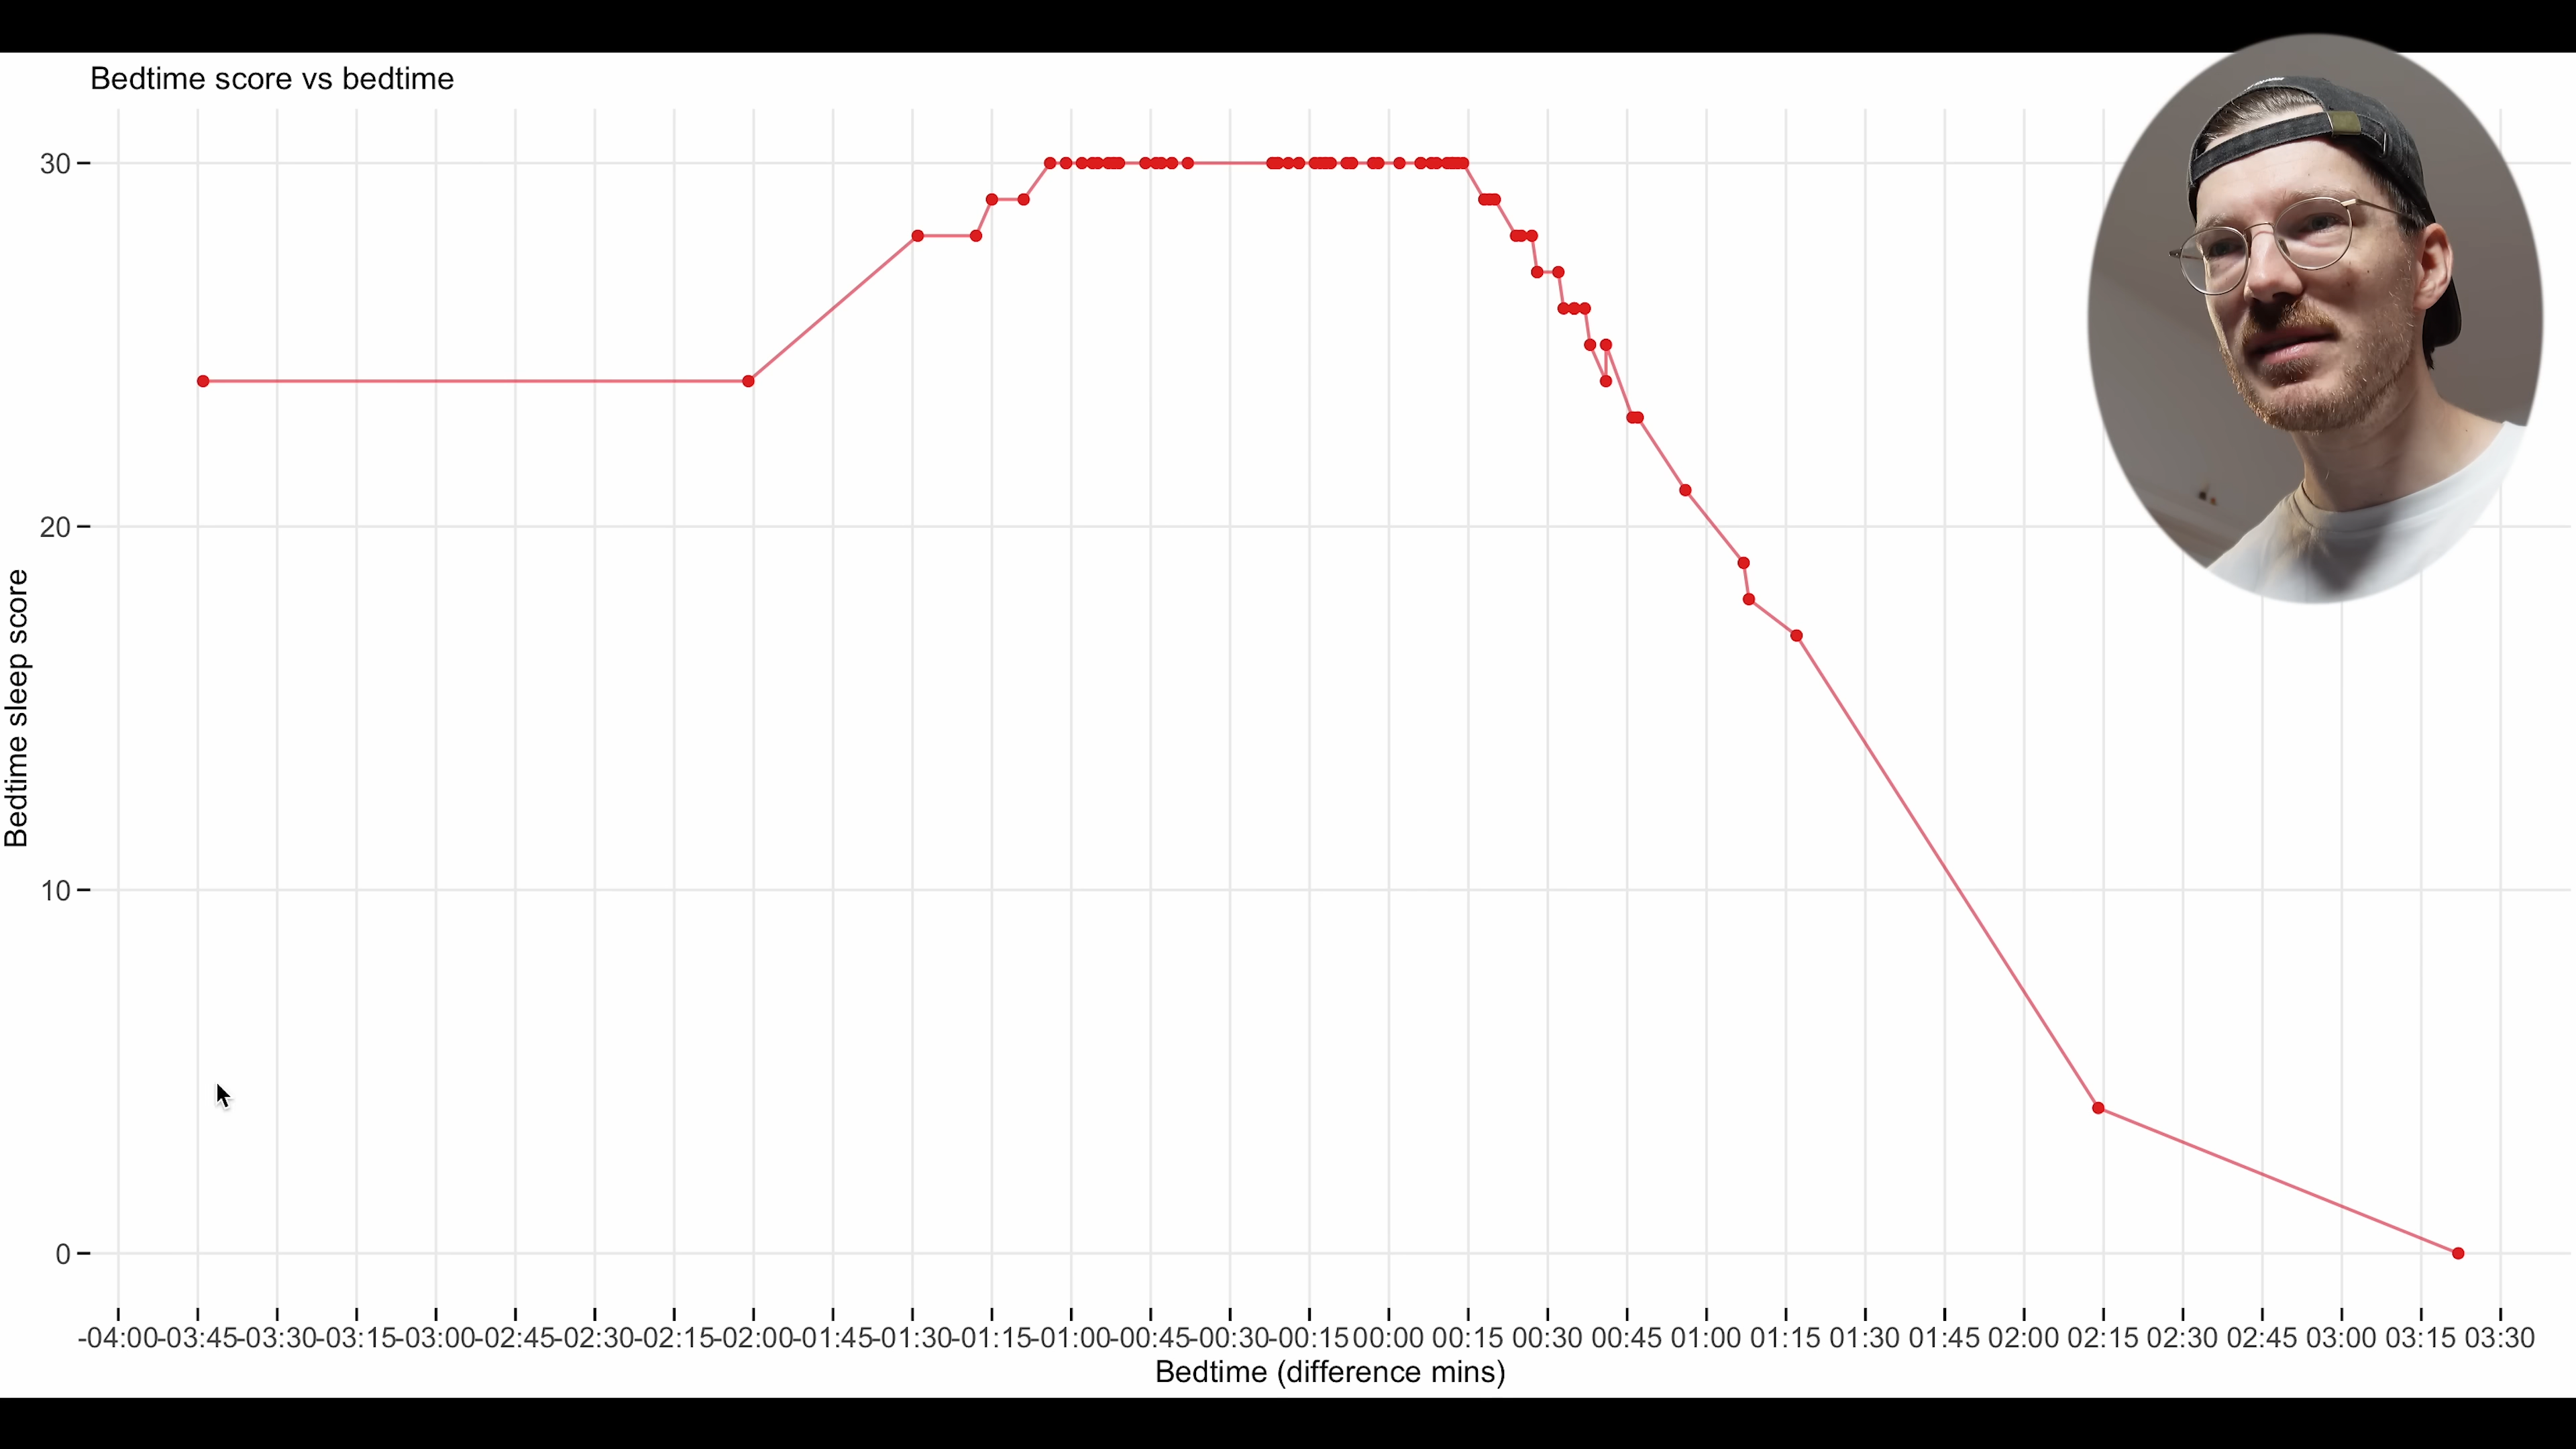 Bedtime score vs bedtime
30
20
10
0
Bedtime sleep score
-04:00 -03:45 -03:30 -03:15 -03:00 -02:45 -02:30 -02:15 -02:00 -01:45 -01:30 -01:15 -01:00 -00:45 -00:30 -00:15 00:00 00:15 00:30 00:45 01:00 01:15 01:30 01:45 02:00 02:15 02:30 02:45 03:00 03:15 03:30
Bedtime (difference mins)